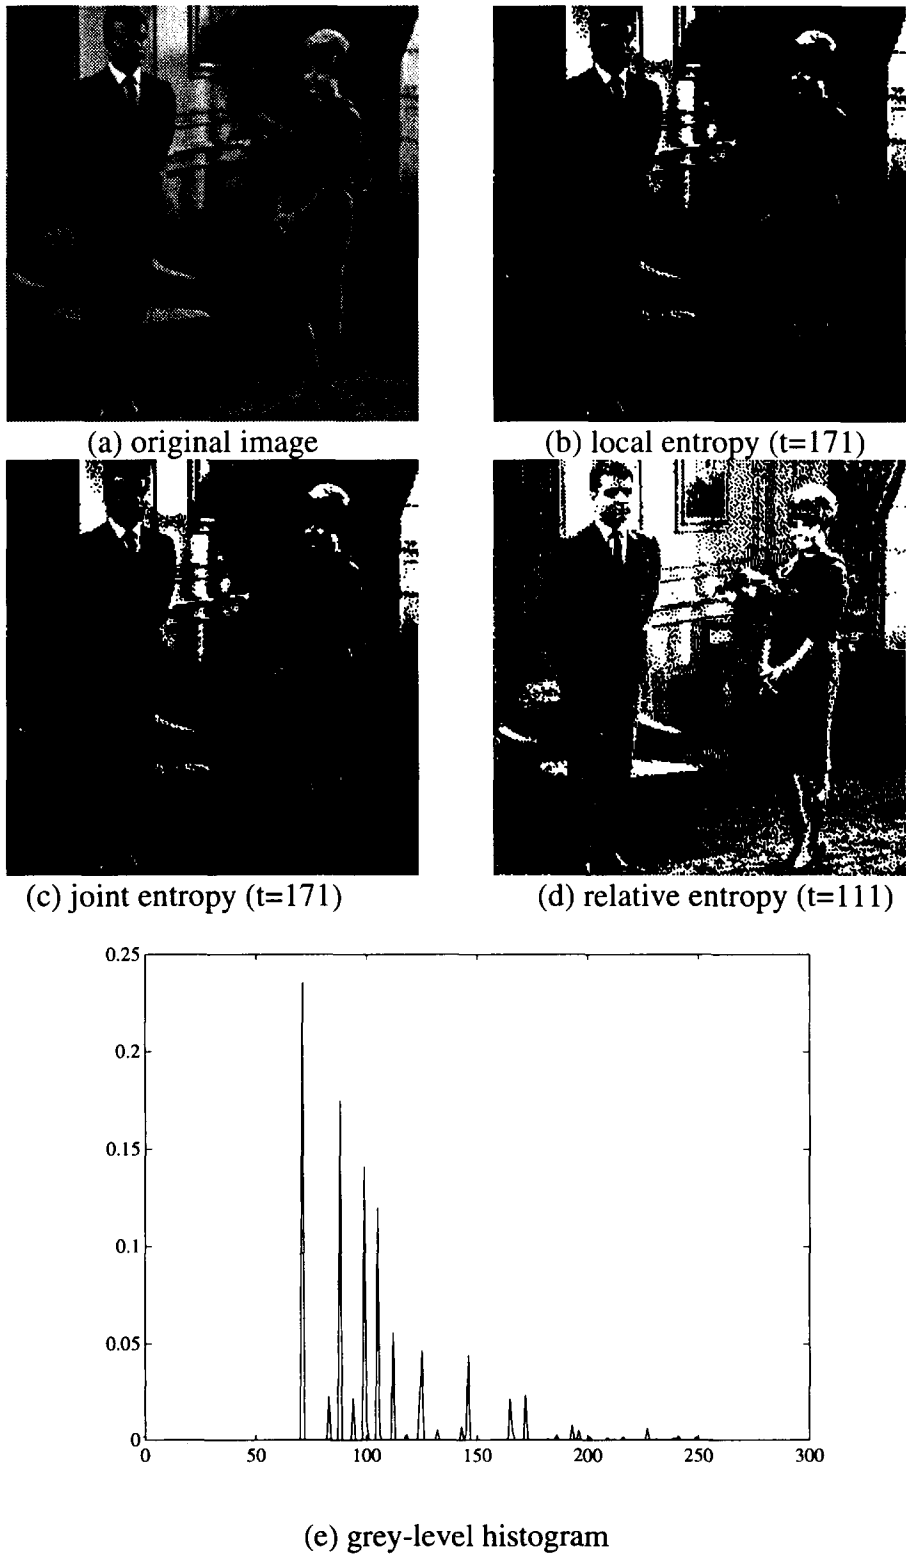 (a) original image
(b) local entropy (t=171)
(c) joint entropy (t=171)
(d) relative entropy (t=111)
0.25
0.2
0.15
0.1
0.05
0
0 50 100 150 200 250 300
(e) grey-level histogram